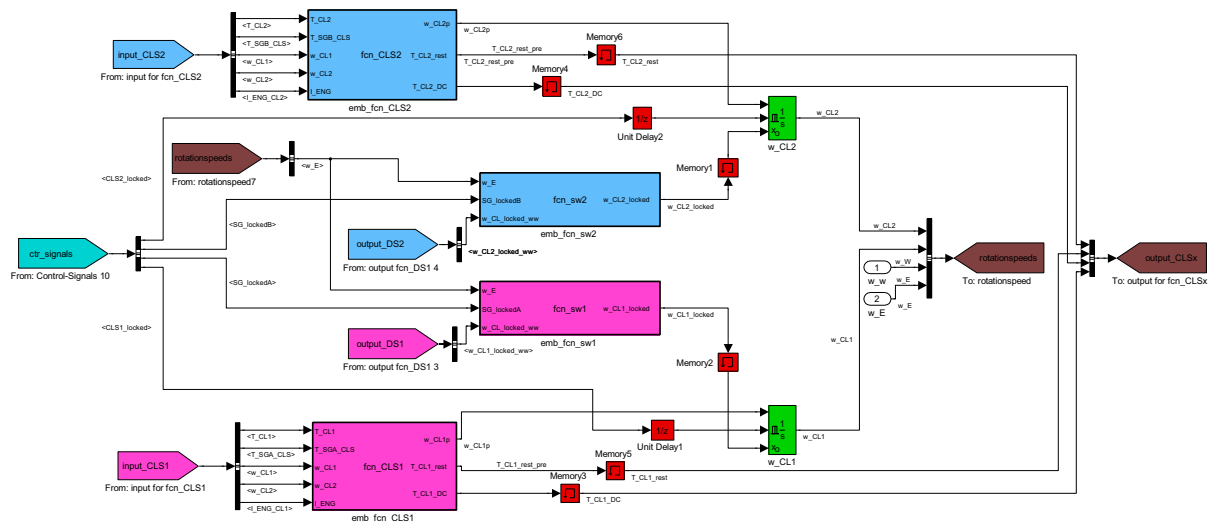 input_CLS2
From: input for fcn_CLS2
<T_CL2>
<T_SGB_CLS>
<w_CL1>
<w_CL2>
<I_ENG_CL2>
T_CL2
T_SGB_CLS
w_CL1
w_CL2
I_ENG
fcn_CLS2
w_CL2p
T_CL2_rest
T_CL2_DC
emb_fcn_CLS2
w_CL2p
T_CL2_rest_pre
T_CL2_rest_pre
Memory6
T_CL2_rest
Memory4
T_CL2_DC
1/z
Unit Delay2
1
s
xo
w_CL2
w_CL2
rotationspeeds
From: rotationspeed7
<w_E>
<CLS2_locked>
<SG_lockedB>
w_E
SG_lockedB
w_CL_locked_ww
fcn_sw2
w_CL2_locked
emb_fcn_sw2
w_CL2_locked
Memory1
output_DS2
From: output fcn_DS1 4
<w_CL2_locked_ww>
ctr_signals
From: Control-Signals 10
<SG_lockedA>
<CLS1_locked>
w_E
SG_lockedA
w_CL_locked_ww
fcn_sw1
w_CL1_locked
emb_fcn_sw1
w_CL1_locked
Memory2
output_DS1
From: output fcn_DS1 3
<w_CL1_locked_ww>
w_CL2
1
w_w
w_W
2
w_E
w_E
w_E
w_CL1
rotationspeeds
To: rotationspeed
output_CLSx
To: output for fcn_CLSx
input_CLS1
From: input for fcn_CLS1
<T_CL1>
<T_SGA_CLS>
<w_CL1>
<w_CL2>
<I_ENG_CL1>
T_CL1
T_SGA_CLS
w_CL1
w_CL2
I_ENG
fcn_CLS1
w_CL1p
T_CL1_rest
T_CL1_DC
emb_fcn_CLS1
w_CL1p
1/z
Unit Delay1
1
s
xo
w_CL1
w_CL1
T_CL1_rest_pre
Memory5
T_CL1_rest
Memory3
T_CL1_DC